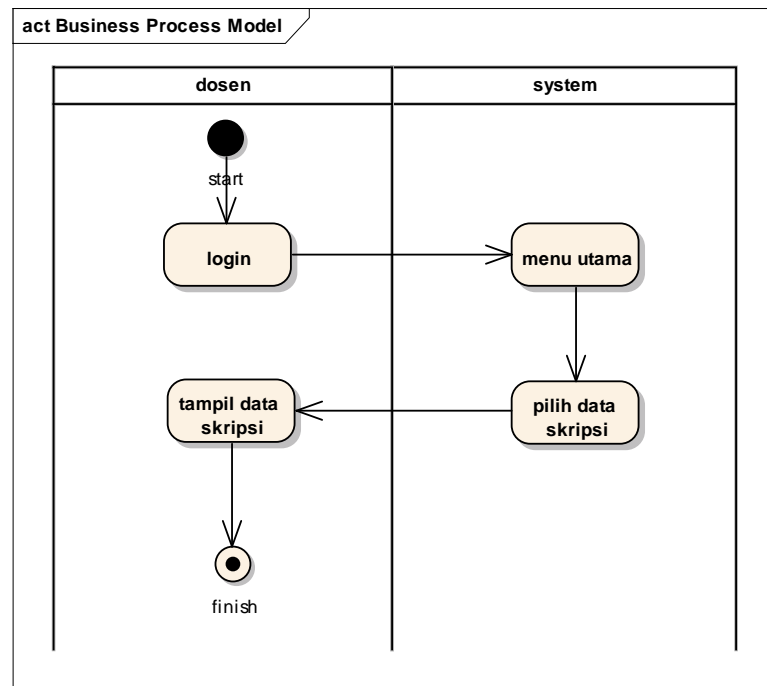 act Business Process Model
dosen
system
start
login
menu utama
tampil data
skripsi
pilih data
skripsi
finish